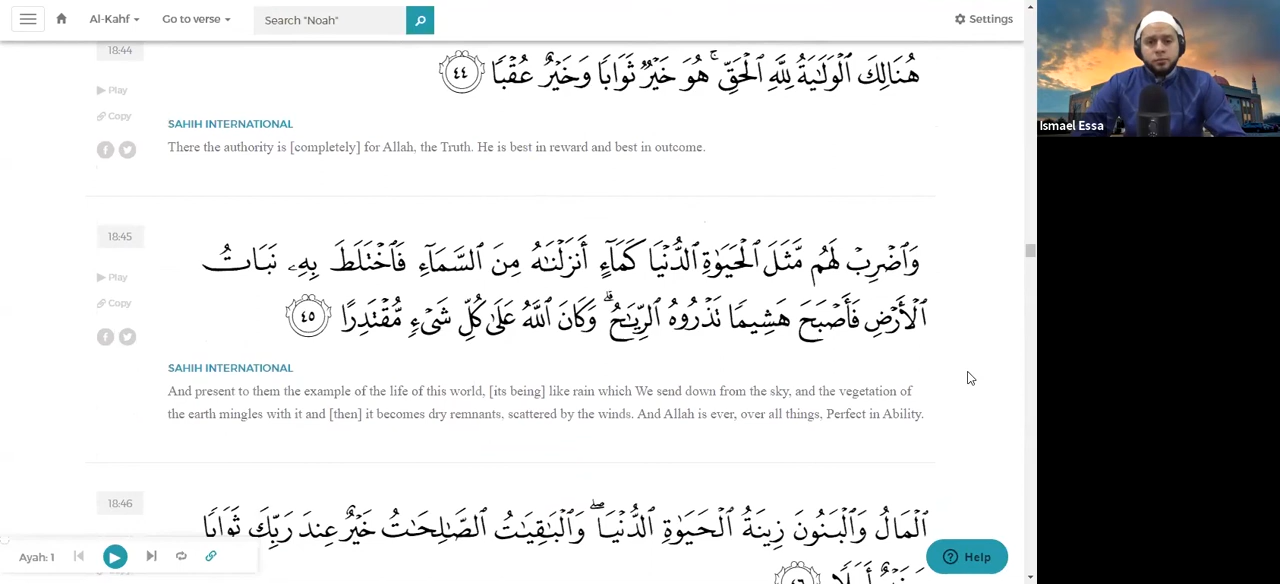 Al-Kahf
Go to verse
Search "Noah"
Settings
Ismael Essa
18:44
هُنَالِكَ ٱلْوَلَـٰيَةُ لِلَّهِ ٱلْحَقِّ ۚ هُوَ خَيْرٌ ثَوَابًا وَخَيْرٌ عُقْبًا ٤٤
Play
Copy
SAHIH INTERNATIONAL
There the authority is [completely] for Allah, the Truth. He is best in reward and best in outcome.
18:45
وَٱضْرِبْ لَهُم مَّثَلَ ٱلْحَيَوٰةِ ٱلدُّنْيَا كَمَآءٍ أَنزَلْنَـٰهُ مِنَ ٱلسَّمَآءِ فَٱخْتَلَطَ بِهِۦ نَبَاتُ
ٱلْأَرْضِ فَأَصْبَحَ هَشِيمًا تَذْرُوهُ ٱلرِّيَـٰحُ ۗ وَكَانَ ٱللَّهُ عَلَىٰ كُلِّ شَىْءٍ مُّقْتَدِرًا ٤٥
Play
Copy
SAHIH INTERNATIONAL
And present to them the example of the life of this world, [its being] like rain which We send down from the sky, and the vegetation of
the earth mingles with it and [then] it becomes dry remnants, scattered by the winds. And Allah is ever, over all things, Perfect in Ability.
18:46
ٱلْمَالُ وَٱلْبَنُونَ زِينَةُ ٱلْحَيَوٰةِ ٱلدُّنْيَا ۖ وَٱلْبَـٰقِيَـٰتُ ٱلصَّـٰلِحَـٰتُ خَيْرٌ عِندَ رَبِّكَ ثَوَابًا
Ayah: 1
Help